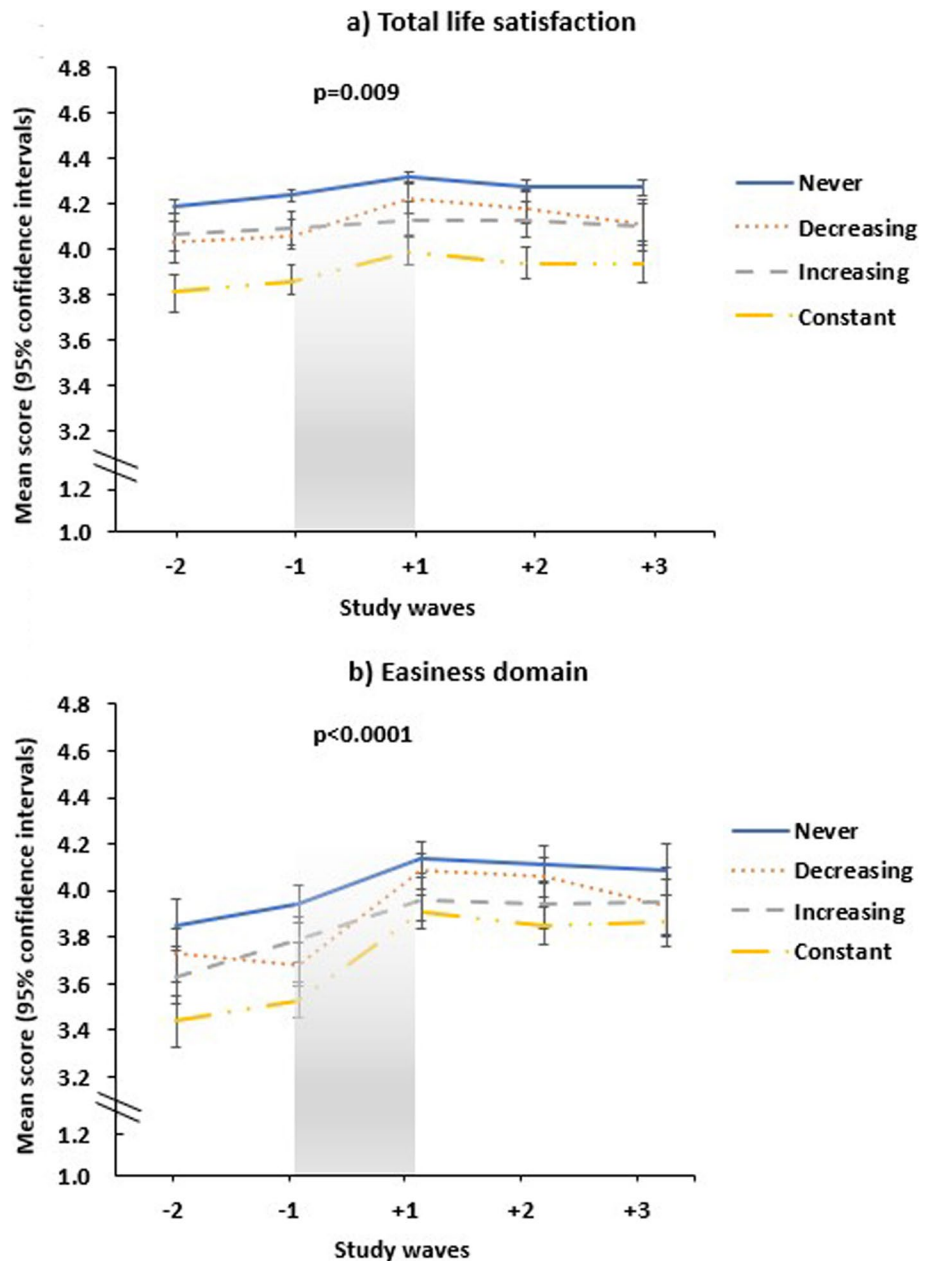 a) Total life satisfaction
Mean score (95% confidence intervals)
4.8
4.6
4.4
4.2
4.0
3.8
3.6
3.4
3.2
1.2
1.0
p=0.009
Never
Decreasing
Increasing
Constant
-2 -1 +1 +2 +3
Study waves
b) Easiness domain
Mean score (95% confidence intervals)
4.8
4.6
4.4
4.2
4.0
3.8
3.6
3.4
3.2
1.2
1.0
p<0.0001
Never
Decreasing
Increasing
Constant
-2 -1 +1 +2 +3
Study waves